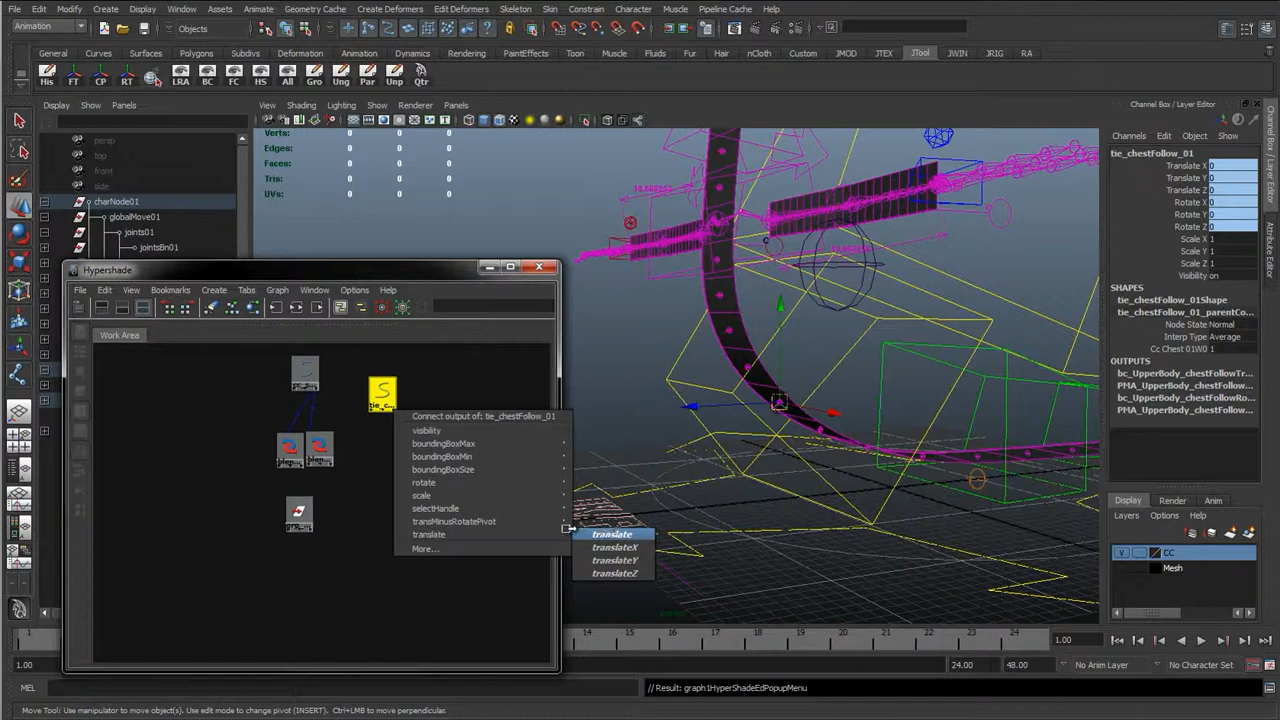 File Edit Modify Create Display Window Assets Animate Geometry Cache Create Deformers Edit Deformers Skeleton Skin Constrain Character Muscle Pipeline Cache Help
Animation Objects
General Curves Surfaces Polygons Subdivs Deformation Animation Dynamics Rendering PaintEffects Toon Muscle Fluids Fur Hair nCloth Custom JMOD JTEX JTool JWIN JRIG RA
His FT CP RT LRA BC FC HS All Gro Ung Par Unp Qtr
Display Show Panels
persp
top
front
side
charNode01
globalMove01
joints01
jointsBn01
View Shading Lighting Show Renderer Panels
Verts: 0 0 0
Edges: 0 0 0
Faces: 0 0 0
Tris: 0 0 0
UVs: 0 0 0
Hypershade
File Edit View Bookmarks Create Tabs Graph Window Options Help
Work Area
Connect output of: tie_chestFollow_01
visibility
boundingBoxMax
boundingBoxMin
boundingBoxSize
rotate
scale
selectHandle
transMinusRotatePivot
translate
More...
translate
translateX
translateY
translateZ
Channel Box / Layer Editor
Channels Edit Object Show
tie_chestFollow_01
Translate X 0
Translate Y 0
Translate Z 0
Rotate X 0
Rotate Y 0
Rotate Z 0
Scale X 1
Scale Y 1
Scale Z 1
Visibility on
SHAPES
tie_chestFollow_01Shape
tie_chestFollow_01_parentCo...
Node State Normal
Interp Type Average
Cc Chest 01W0 1
OUTPUTS
bc_UpperBody_chestFollowTr...
PMA_UpperBody_chestFollow...
bc_UpperBody_chestFollowRo...
PMA_UpperBody_chestFollow...
Display Render Anim
Layers Options Help
V CC
Mesh
Channel Box / Layer Editor
Attribute Editor
1 14 15 16 17 18 19 20 21 22 23 24 1.00
1.00 24.00 48.00 No Anim Layer No Character Set
MEL // Result: graph1HyperShadeEdPopupMenu
Move Tool: Use manipulator to move object(s). Use edit mode to change pivot (INSERT). Ctrl+LMB to move perpendicular.